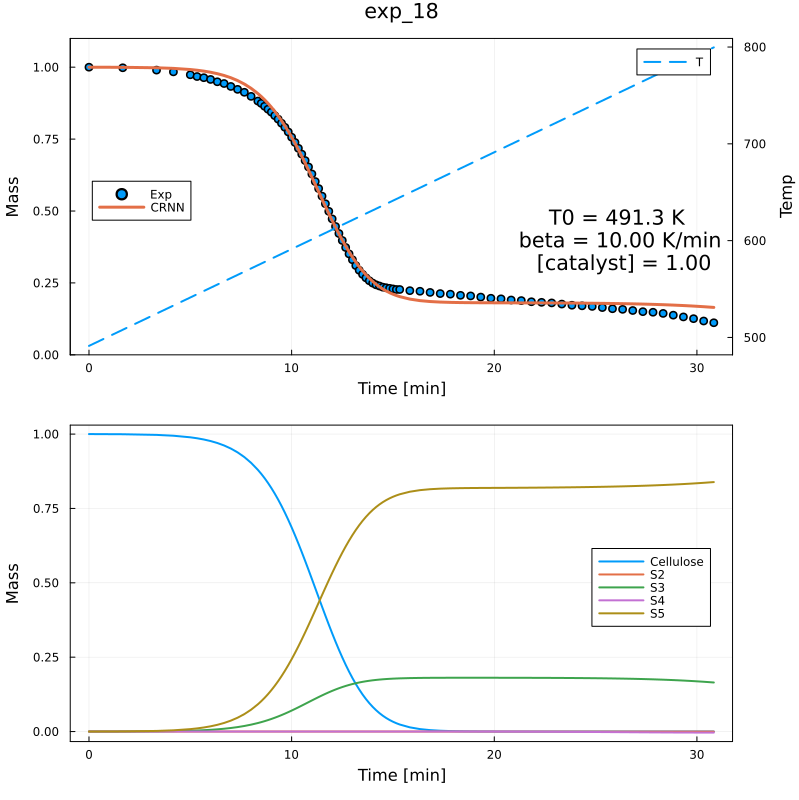 exp_18
1.00
0.75
0.50
0.25
0.00
Mass
Exp
CRNN
T
800
700
600
500
Temp
T0 = 491.3 K
beta = 10.00 K/min
[catalyst] = 1.00
0
10
20
30
Time [min]
1.00
0.75
0.50
0.25
0.00
Mass
Cellulose
S2
S3
S4
S5
0
10
20
30
Time [min]